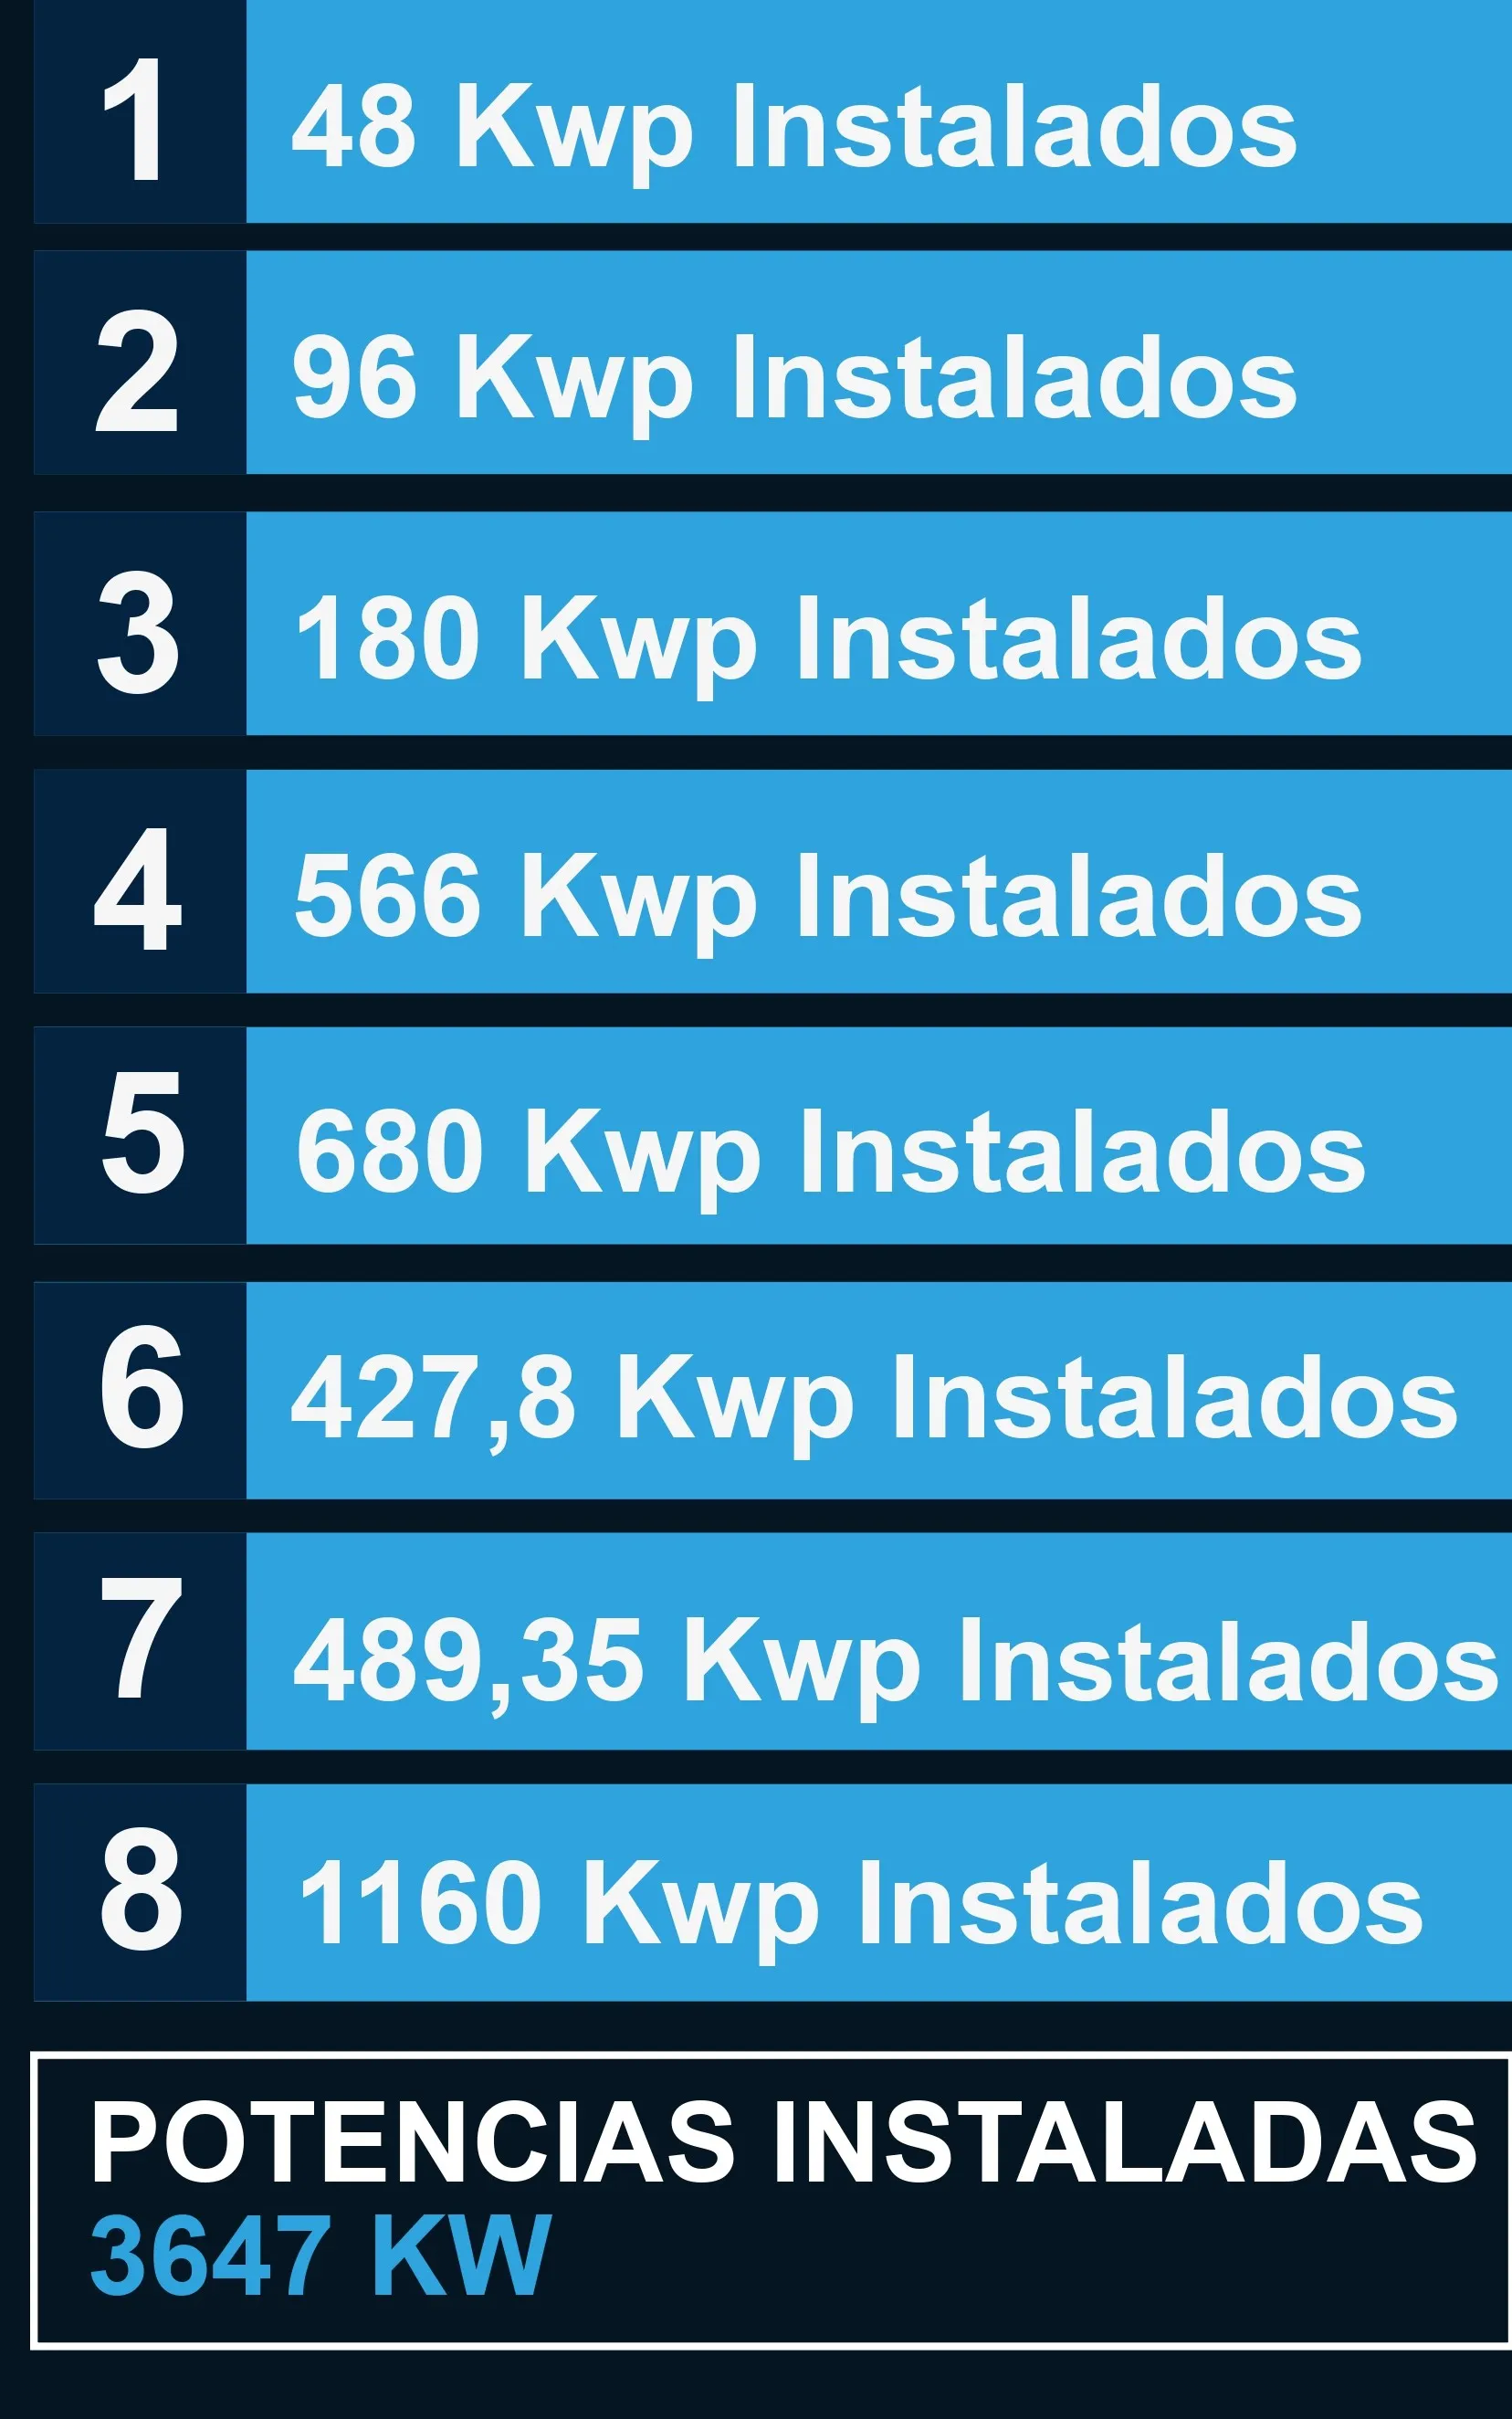 1 48 Kwp Instalados
2 96 Kwp Instalados
3 180 Kwp Instalados
4 566 Kwp Instalados
5 680 Kwp Instalados
6 427,8 Kwp Instalados
7 489,35 Kwp Instalados
8 1160 Kwp Instalados
POTENCIAS INSTALADAS
3647 KW